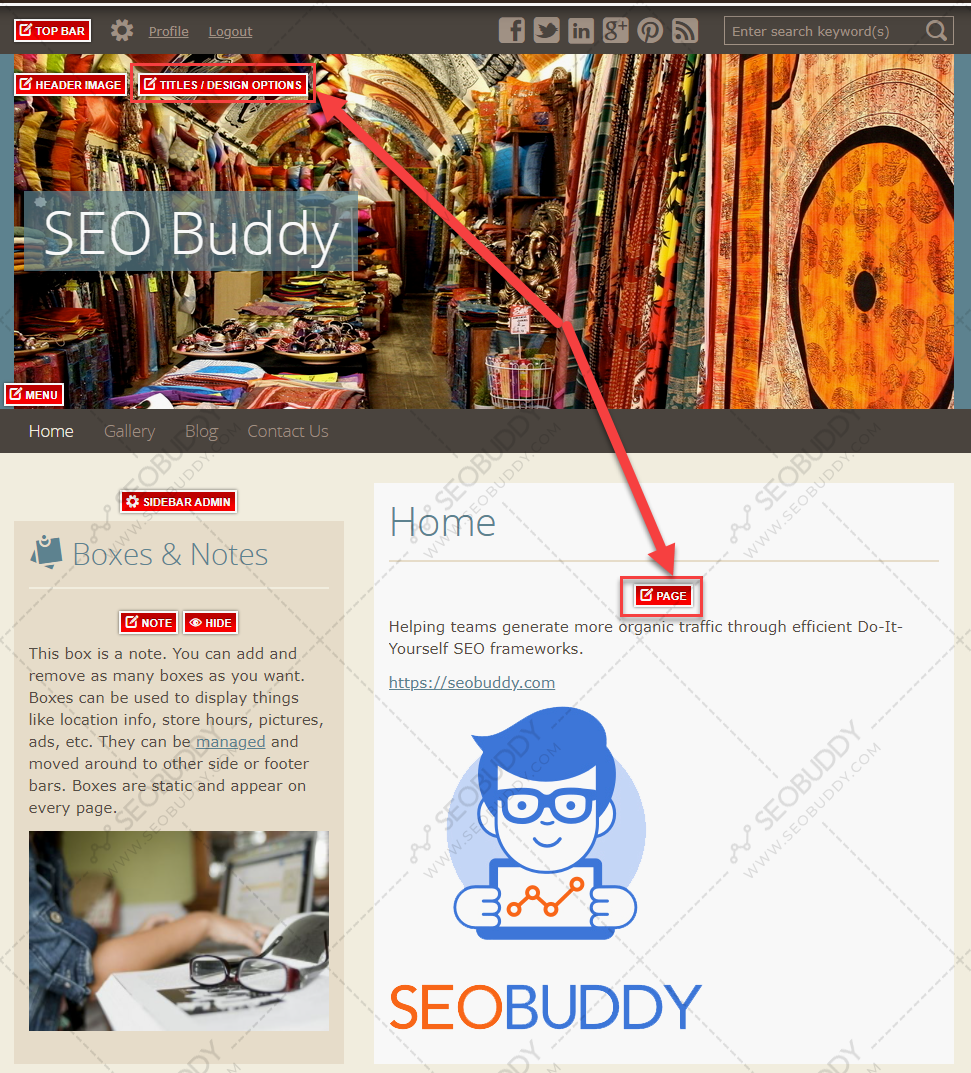 TOP BAR
Profile
Logout
Enter search keyword(s)
HEADER IMAGE
TITLES / DESIGN OPTIONS
SEO Buddy
MENU
Home
Gallery
Blog
Contact Us
SIDEBAR ADMIN
Boxes & Notes
NOTE
HIDE
This box is a note. You can add and
remove as many boxes as you want.
Boxes can be used to display things
like location info, store hours, pictures,
ads, etc. They can be managed and
moved around to other side or footer
bars. Boxes are static and appear on
every page.
Home
PAGE
Helping teams generate more organic traffic through efficient Do-It-
Yourself SEO frameworks.
https://seobuddy.com
SEOBUDDY
SEOBUDDY
WWW.SEOBUDDY.COM